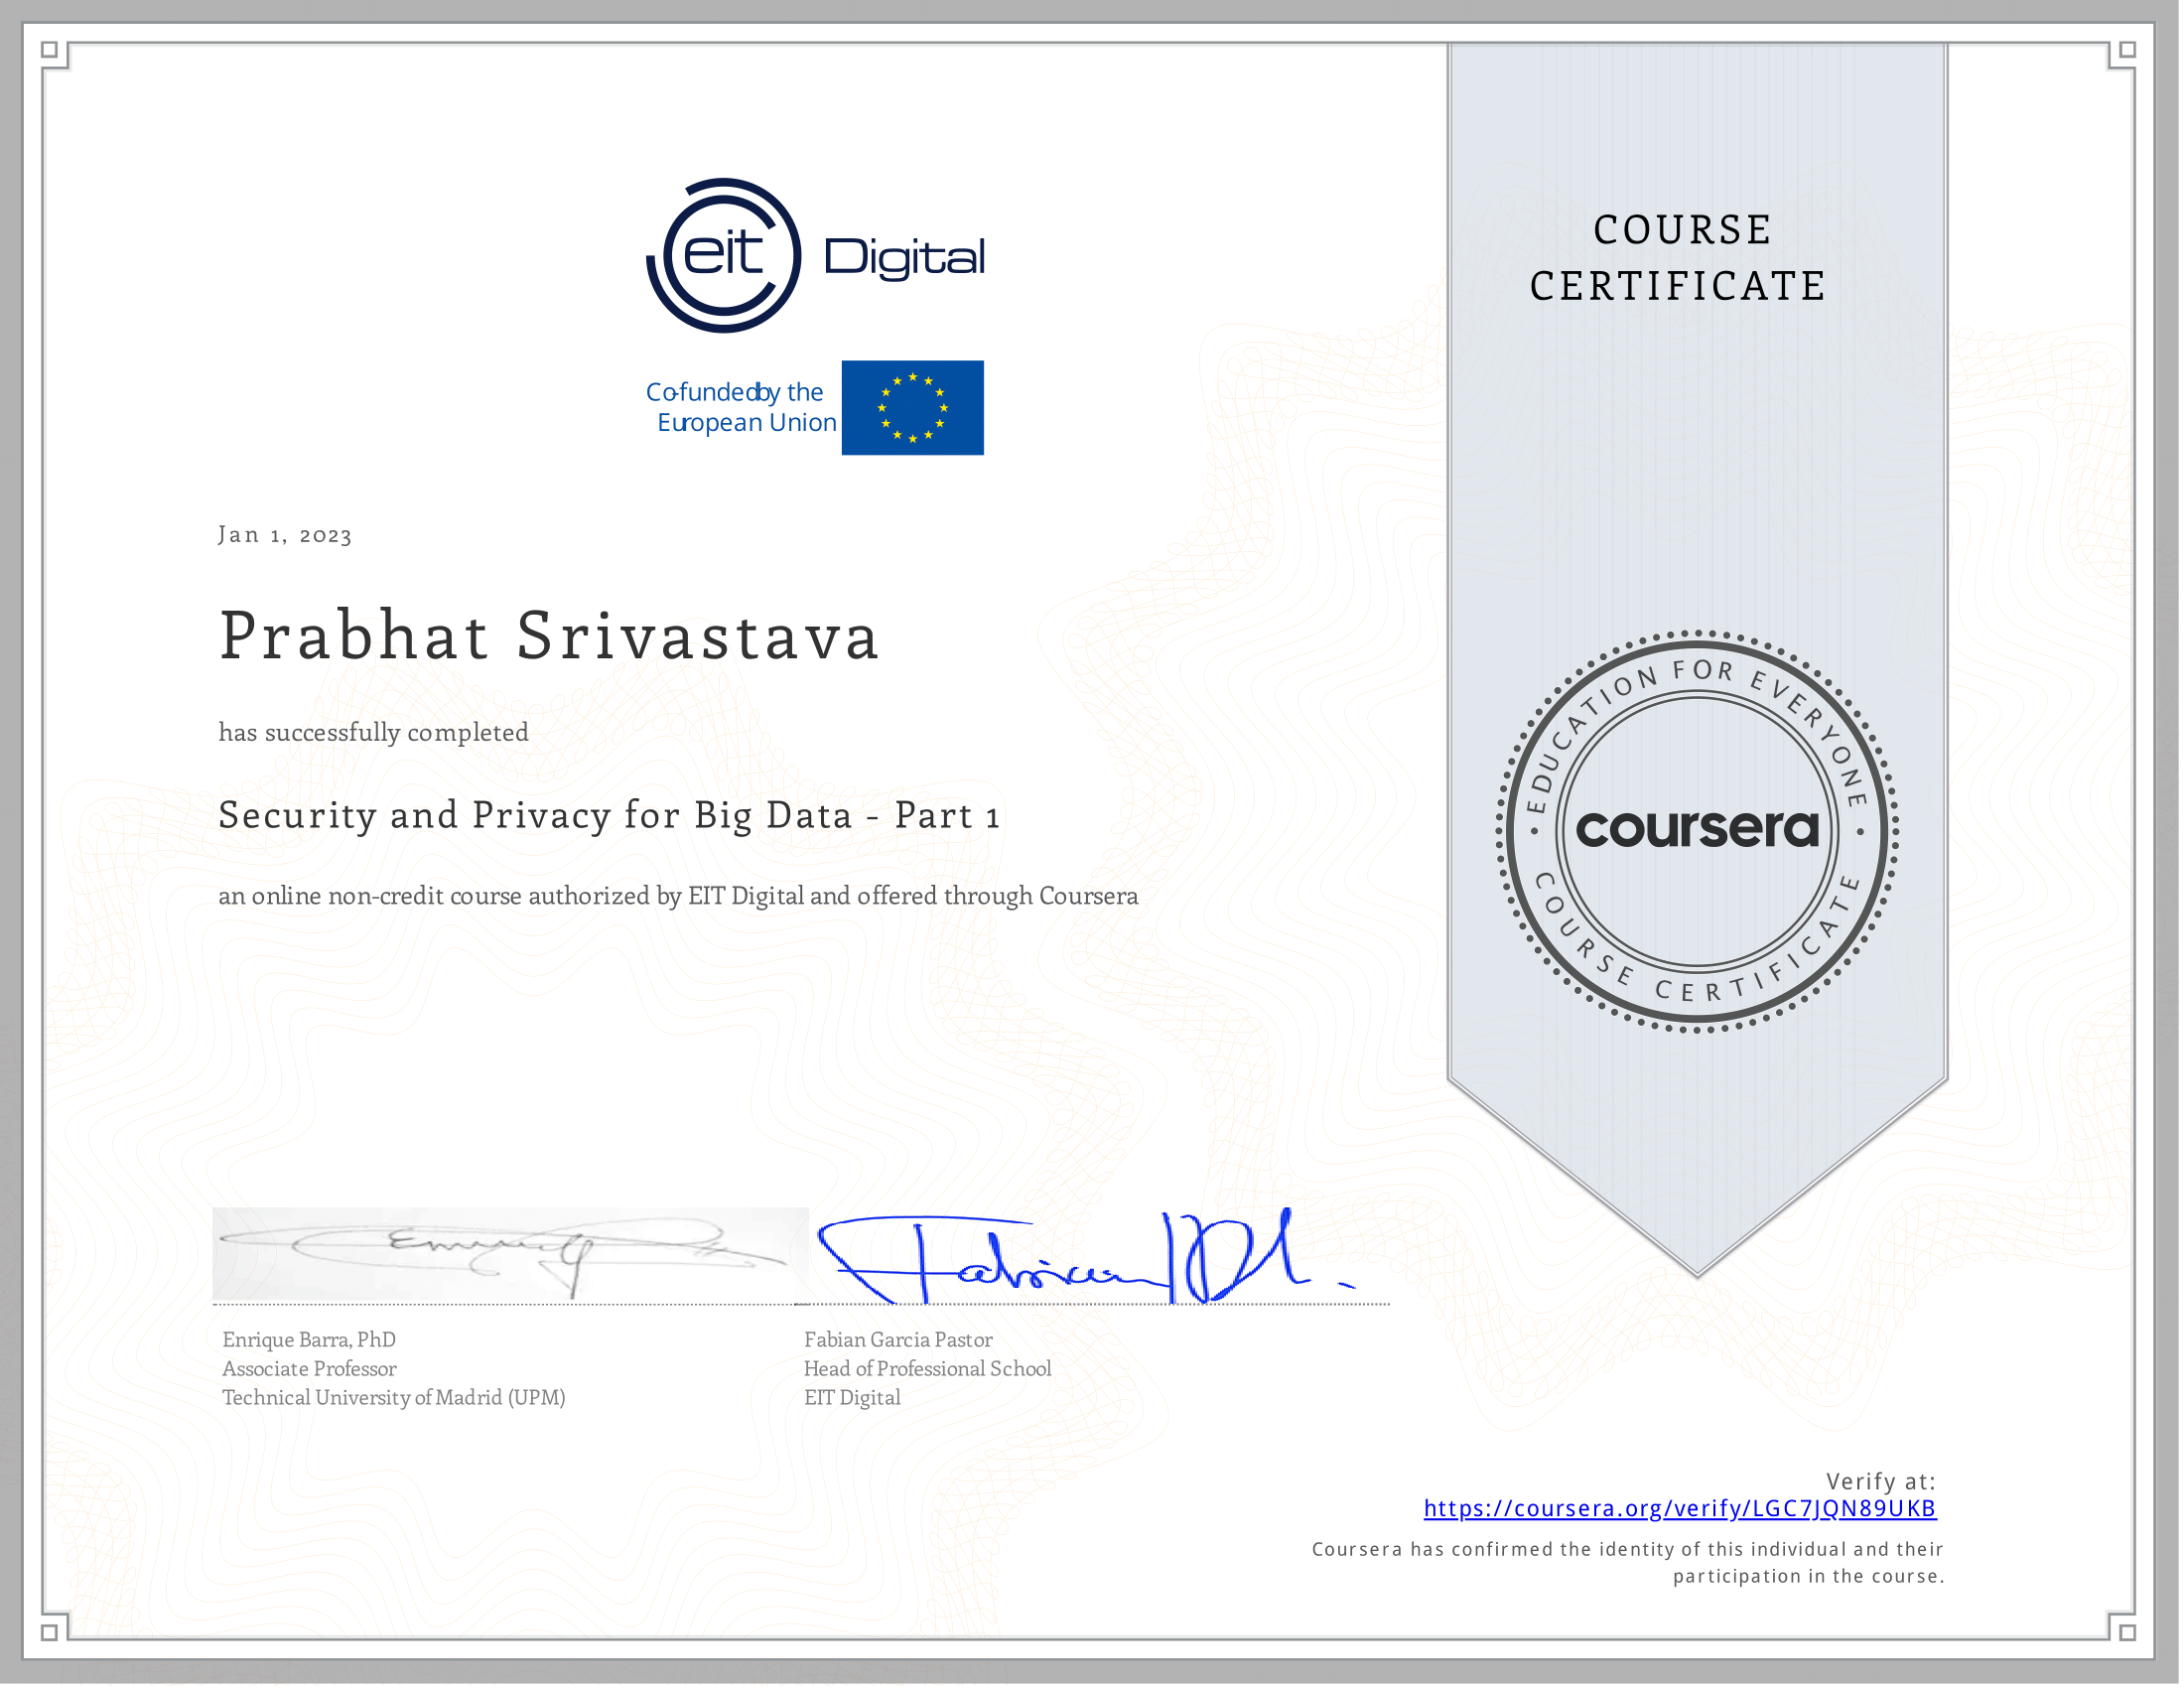 eit Digital
Co-funded by the
European Union
Jan 1, 2023
Prabhat Srivastava
has successfully completed
Security and Privacy for Big Data - Part 1
an online non-credit course authorized by EIT Digital and offered through Coursera
COURSE
CERTIFICATE
EDUCATION FOR EVERYONE
coursera
COURSE CERTIFICATE
Enrique Barra, PhD
Associate Professor
Technical University of Madrid (UPM)
Fabian Garcia Pastor
Head of Professional School
EIT Digital
Verify at:
https://coursera.org/verify/LGC7JQN89UKB
Coursera has confirmed the identity of this individual and their
participation in the course.